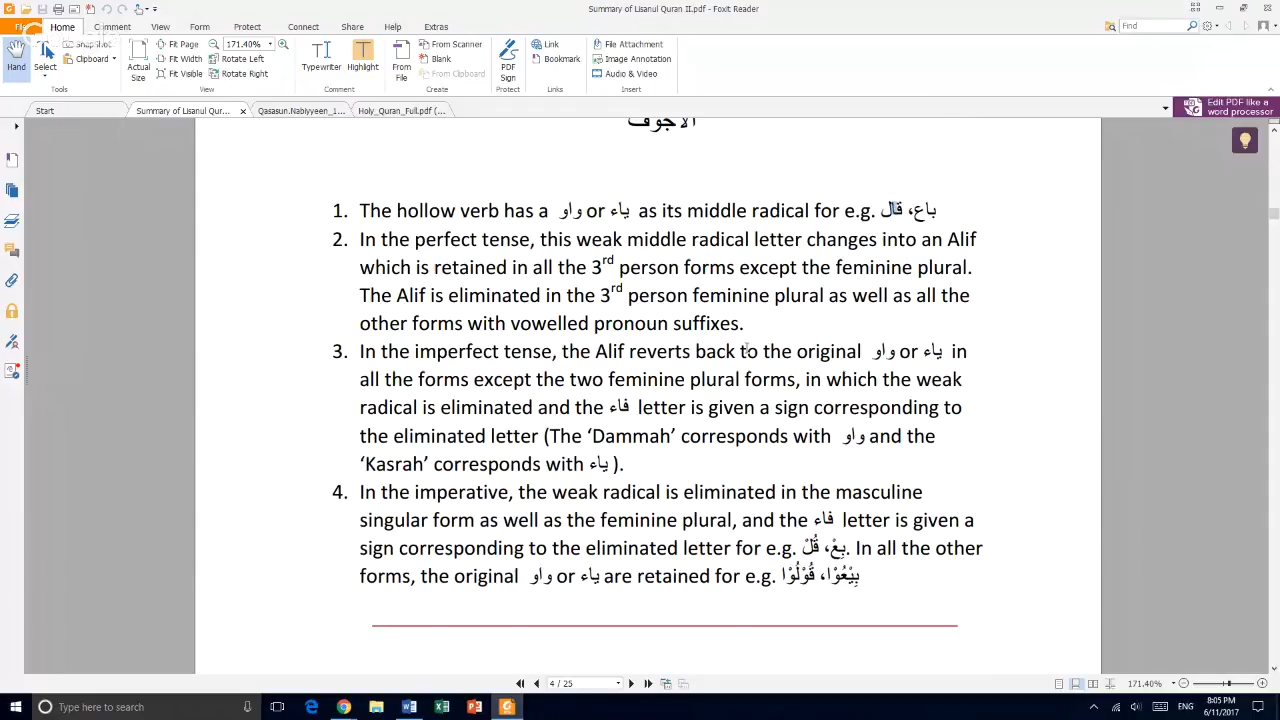 Summary of Lisanul Quran II.pdf - Foxit Reader
File Home Comment View Form Protect Share Connect Help Extras
Find
Hand
Select
SnapShot
Clipboard
Tools
Actual Size
Fit Page
Fit Width
Fit Visible
171.40%
Rotate Left
Rotate Right
View
Typewriter
Highlight
Comment
From File
From Scanner
Blank
From Clipboard
Create
PDF Sign
Protect
Link
Bookmark
Links
File Attachment
Image Annotation
Audio & Video
Insert
Start
Summary of Lisanul Qur...
Qasasun.Nabiyyeen_1...
Holy_Quran_Full.pdf (...
Edit PDF like a word processor
الأجوف
1. The hollow verb has a واو or ياء as its middle radical for e.g. باع، قال
2. In the perfect tense, this weak middle radical letter changes into an Alif
which is retained in all the 3rd person forms except the feminine plural.
The Alif is eliminated in the 3rd person feminine plural as well as all the
other forms with vowelled pronoun suffixes.
3. In the imperfect tense, the Alif reverts back to the original واو or ياء in
all the forms except the two feminine plural forms, in which the weak
radical is eliminated and the فاء letter is given a sign corresponding to
the eliminated letter (The ‘Dammah’ corresponds with واو and the
‘Kasrah’ corresponds with ياء ).
4. In the imperative, the weak radical is eliminated in the masculine
singular form as well as the feminine plural, and the فاء letter is given a
sign corresponding to the eliminated letter for e.g. بِعْ، قُلْ. In all the other
forms, the original واو or ياء are retained for e.g. بِيْعُوْا، قُوْلُوْا
4 / 25
171.40%
Type here to search
8:05 PM
6/11/2017